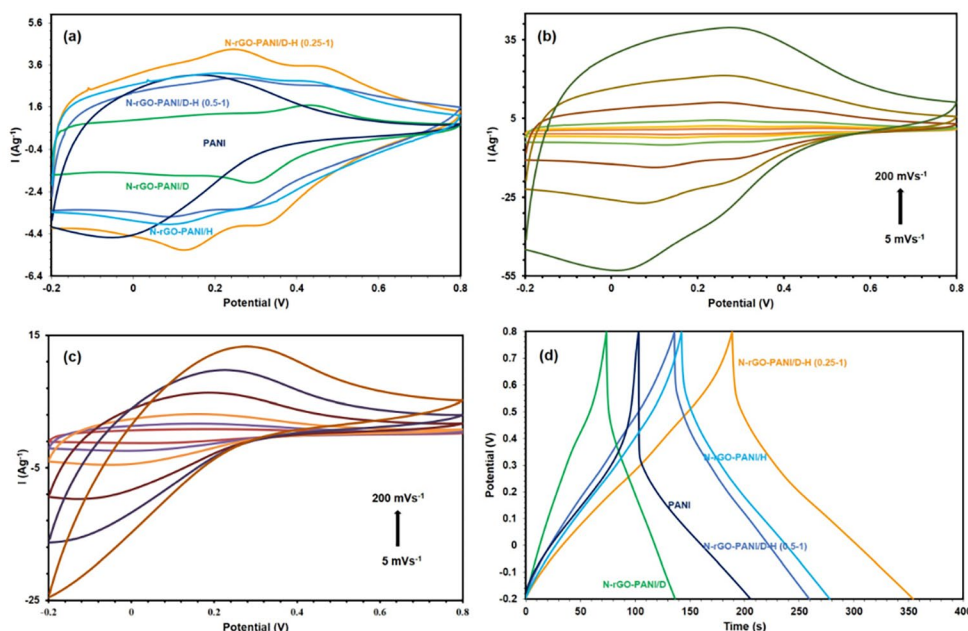 (a)
5.6
3.6
1.6
-0.4
-2.4
-4.4
-6.4
I (Ag⁻¹)
N-rGO-PANI/D-H (0.25-1)
N-rGO-PANI/D-H (0.5-1)
PANI
N-rGO-PANI/D
N-rGO-PANI/H
-0.2 0 0.2 0.4 0.6 0.8
Potential (V)
(b)
35
5
-25
-55
I (Ag⁻¹)
200 mVs⁻¹
5 mVs⁻¹
-0.2 0 0.2 0.4 0.6 0.8
Potential (V)
(c)
15
-5
-25
I (Ag⁻¹)
200 mVs⁻¹
5 mVs⁻¹
-0.2 0 0.2 0.4 0.6 0.8
Potential (V)
(d)
0.8
0.7
0.6
0.5
0.4
0.3
0.2
0.1
0
-0.1
-0.2
Potential (V)
N-rGO-PANI/D-H (0.25-1)
N-rGO-PANI/H
PANI
N-rGO-PANI/D-H (0.5-1)
N-rGO-PANI/D
0 50 100 150 200 250 300 350 400
Time (s)